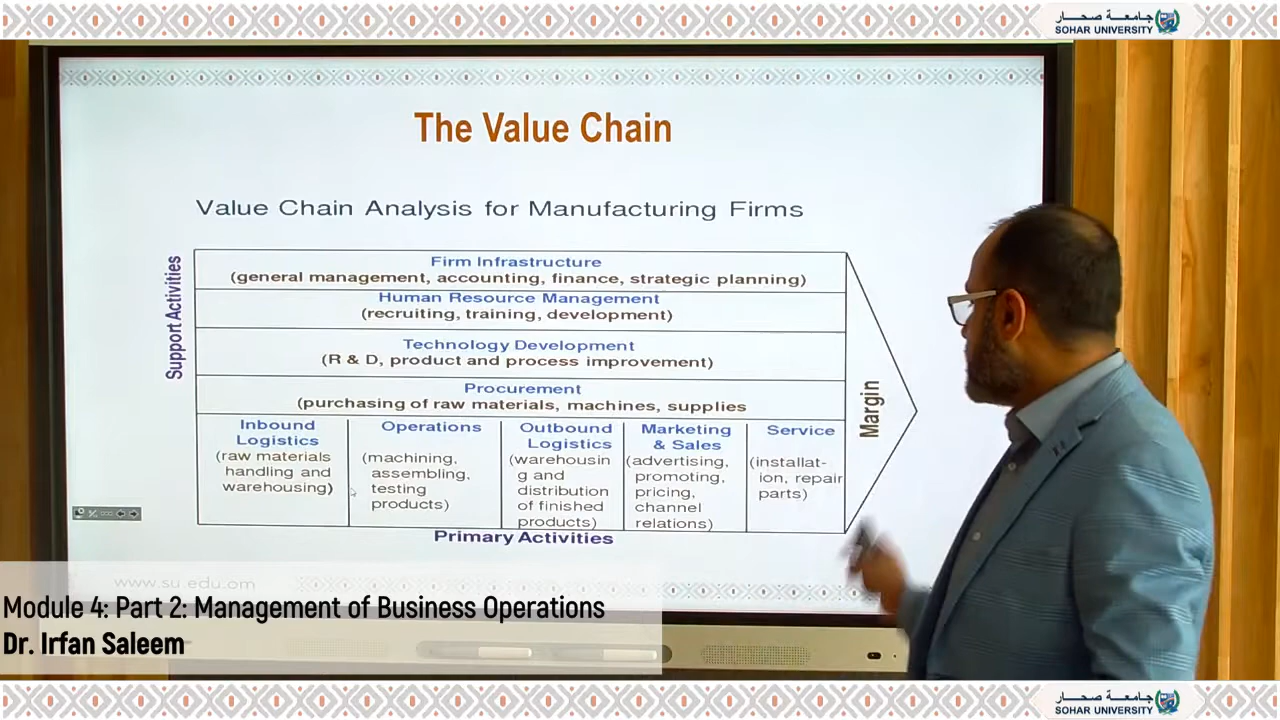 جامعة صحار
SOHAR UNIVERSITY
The Value Chain
Value Chain Analysis for Manufacturing Firms
Support Activities
Firm Infrastructure
(general management, accounting, finance, strategic planning)
Human Resource Management
(recruiting, training, development)
Technology Development
(R & D, product and process improvement)
Procurement
(purchasing of raw materials, machines, supplies
Inbound
Logistics
(raw materials
handling and
warehousing)
Operations
(machining,
assembling,
testing
products)
Outbound
Logistics
(warehousin
g and
distribution
of finished
products)
Marketing
& Sales
(advertising,
promoting,
pricing,
channel
relations)
Service
(installat-
ion, repair
parts)
Margin
Primary Activities
www.su.edu.om
Module 4: Part 2: Management of Business Operations
Dr. Irfan Saleem
جامعة صحار
SOHAR UNIVERSITY